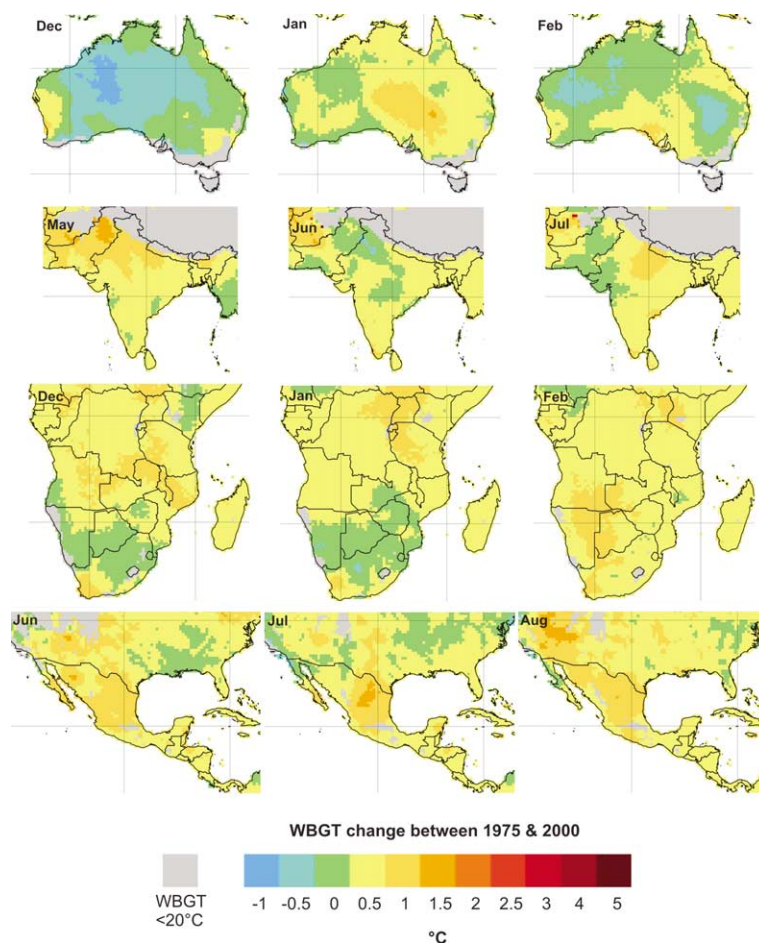 Dec
Jan
Feb
May
Jun
Jul
Dec
Jan
Feb
Jun
Jul
Aug
WBGT change between 1975 & 2000
WBGT
<20°C
-1 -0.5 0 0.5 1 1.5 2 2.5 3 4 5
°C